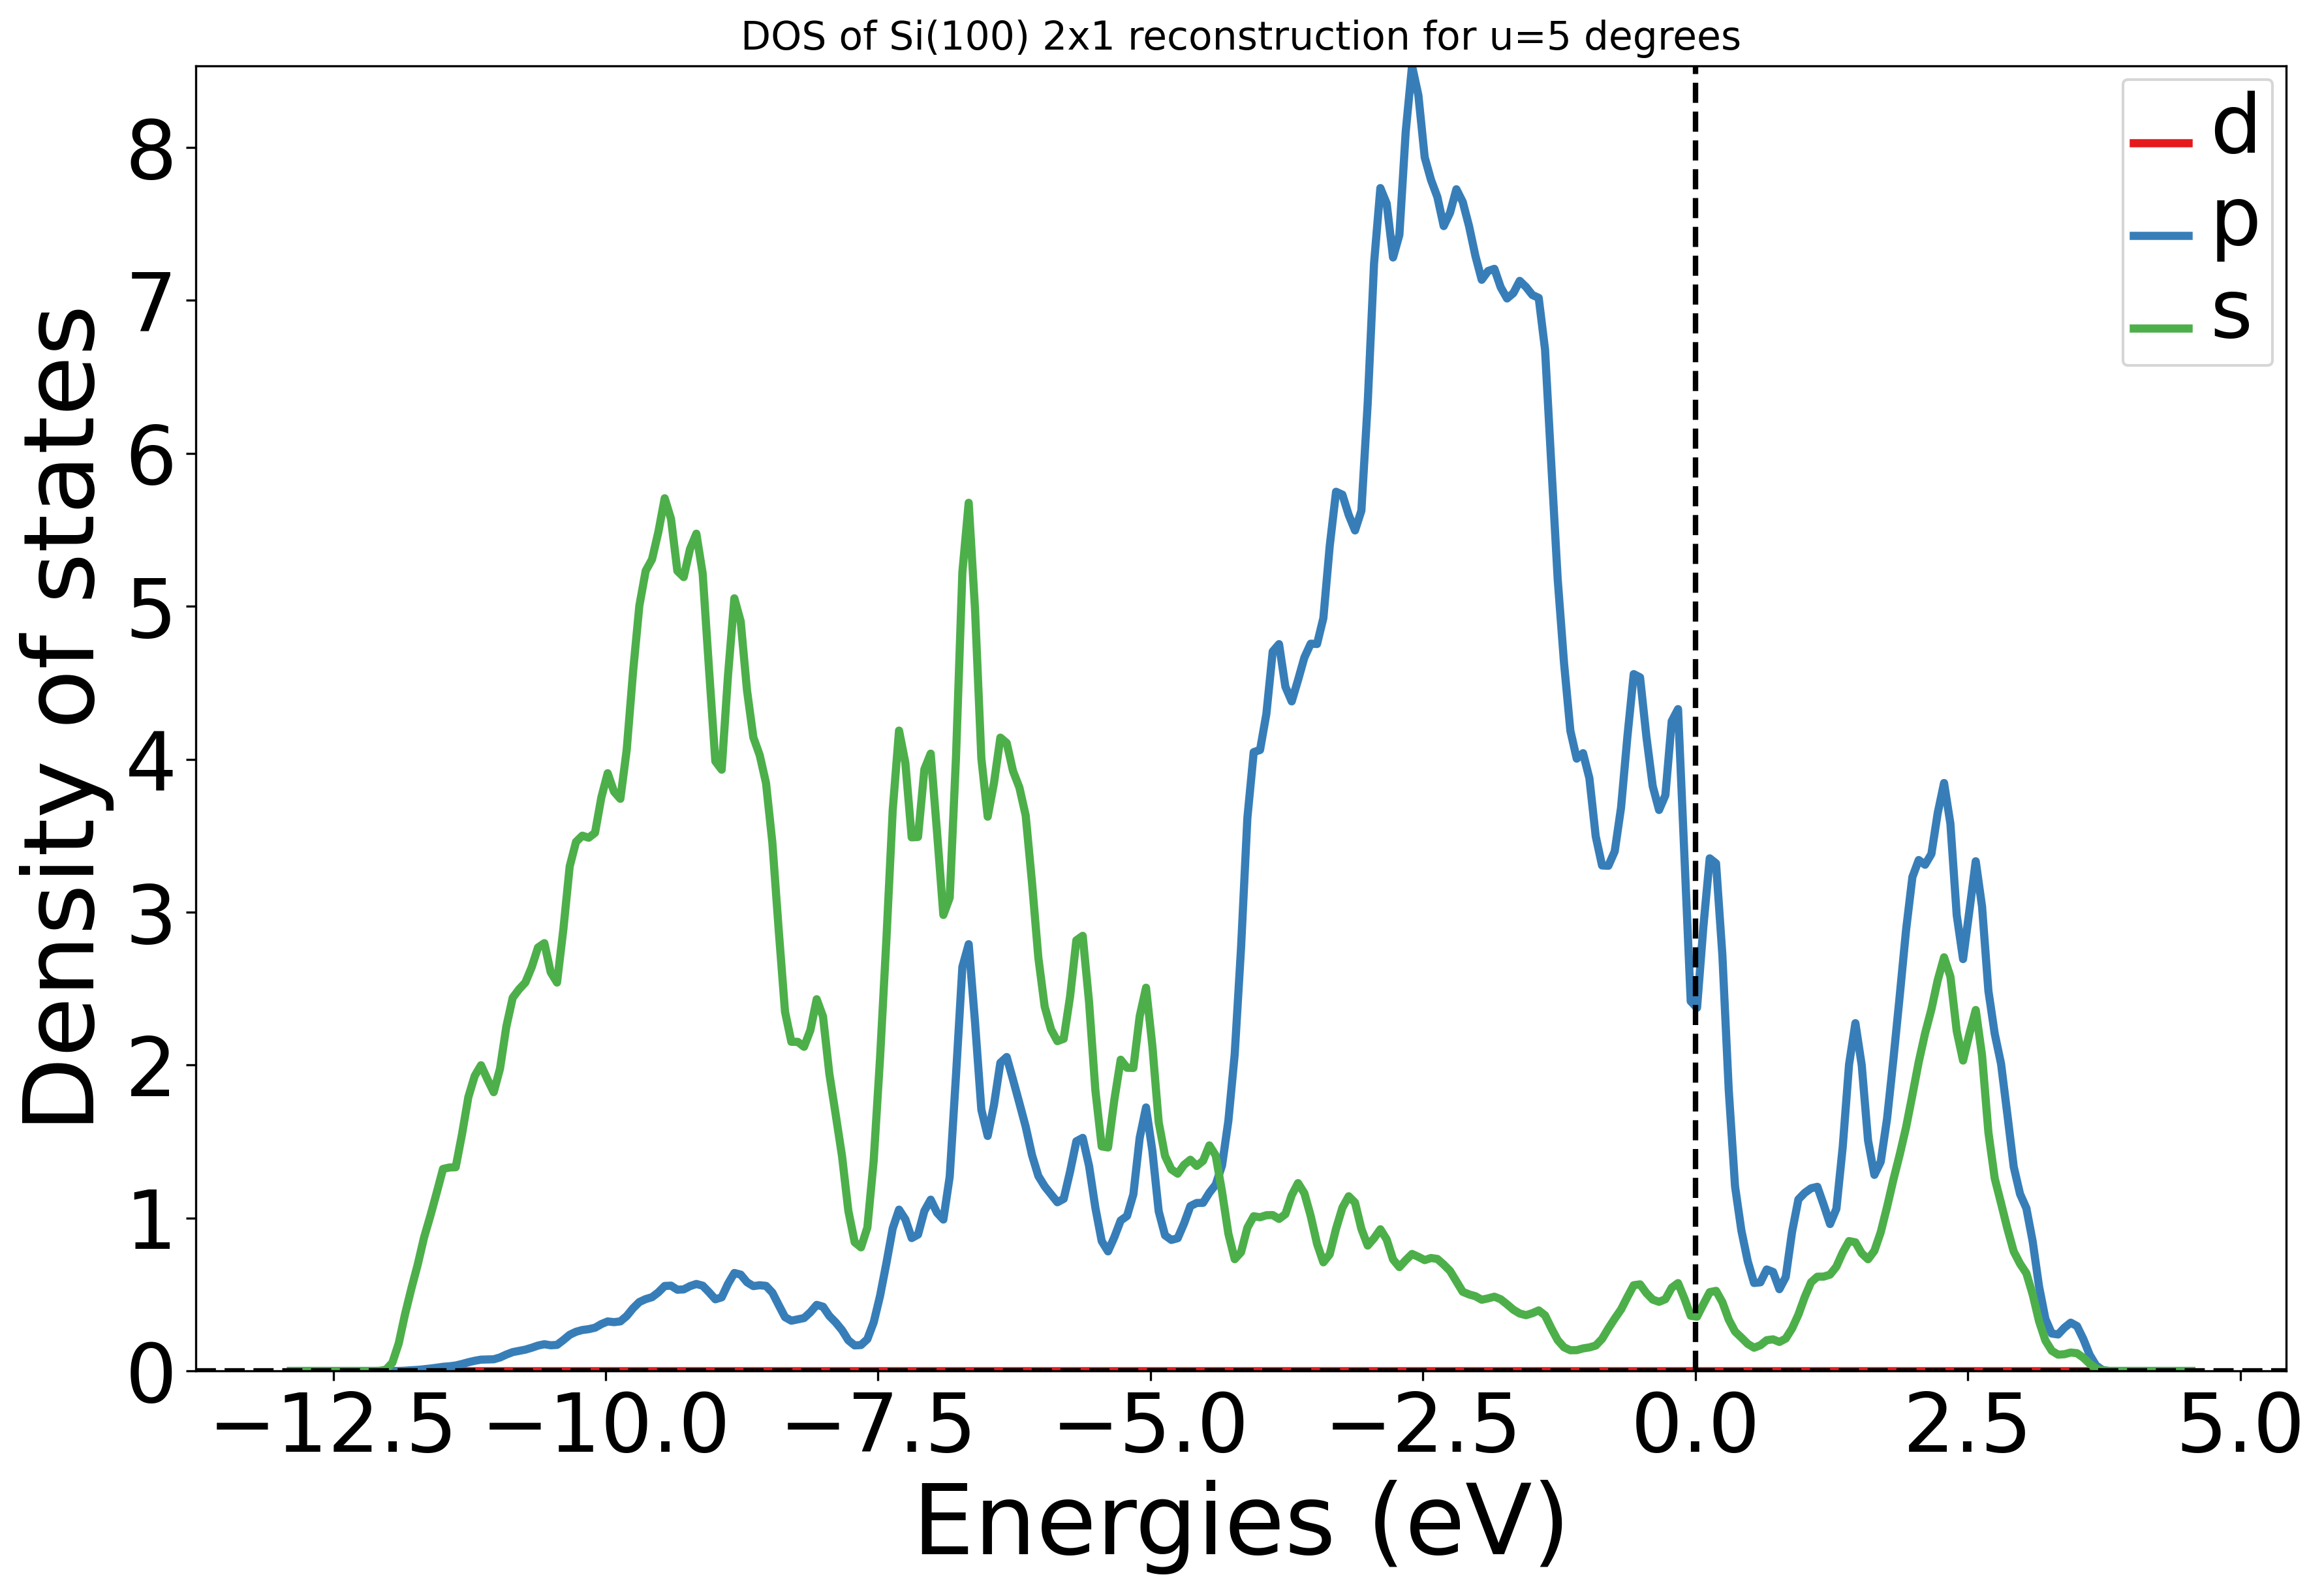 DOS of Si(100) 2x1 reconstruction for u=5 degrees
Density of states
8
7
6
5
4
3
2
1
0
d
p
s
−12.5 −10.0 −7.5 −5.0 −2.5 0.0 2.5 5.0
Energies (eV)